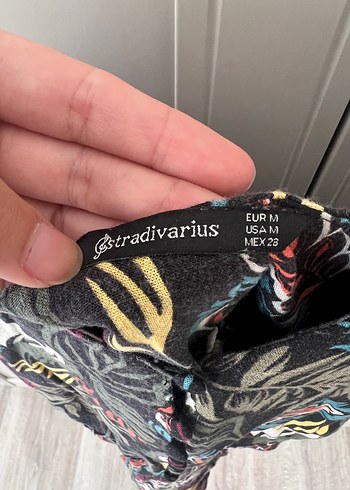 stradivarius
EUR M
USA M
MEX 28